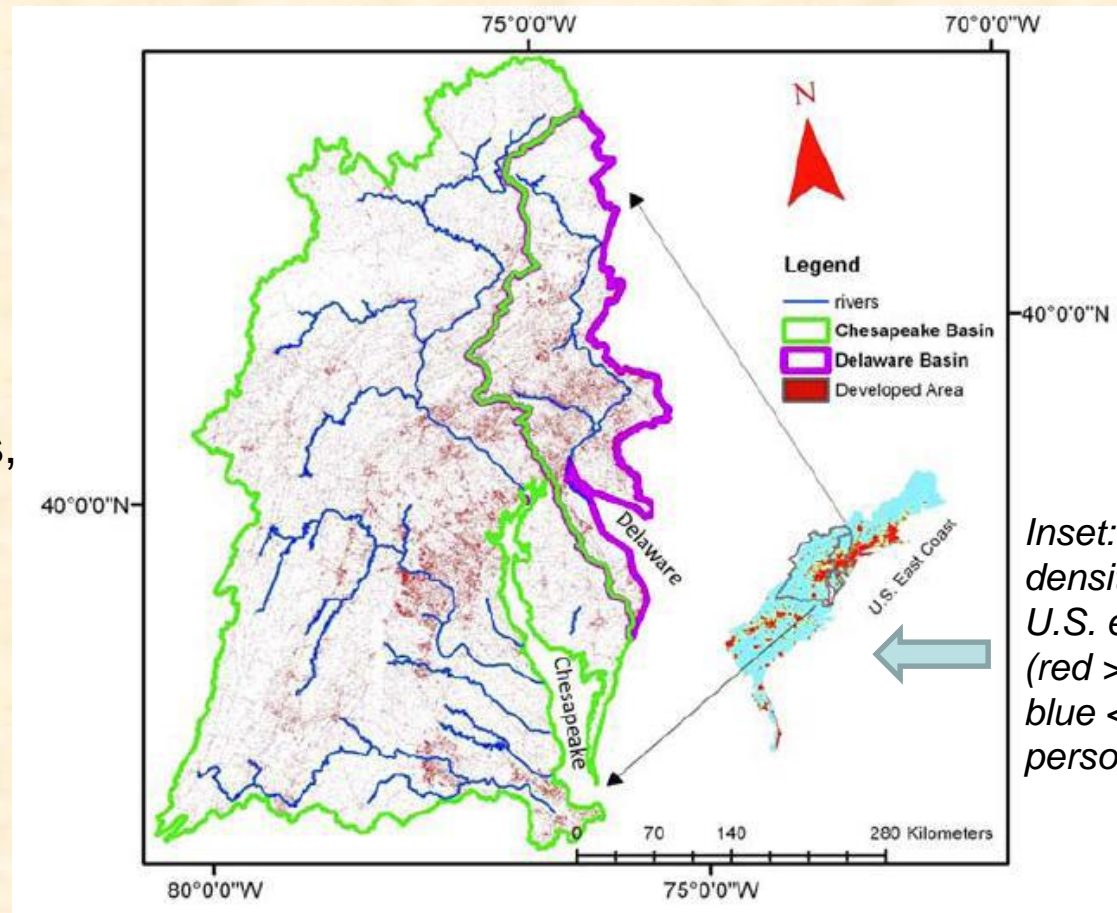 75°0'0"W
70°0'0"W
N
Legend
rivers
Chesapeake Basin
Delaware Basin
Developed Area
40°0'0"N
s,
40°0'0"N
Delaware
Chesapeake
U.S. East Coast
Inset:
densit
U.S. e
(red >
blue <
perso
0 70 140 280 Kilometers
80°0'0"W
75°0'0"W